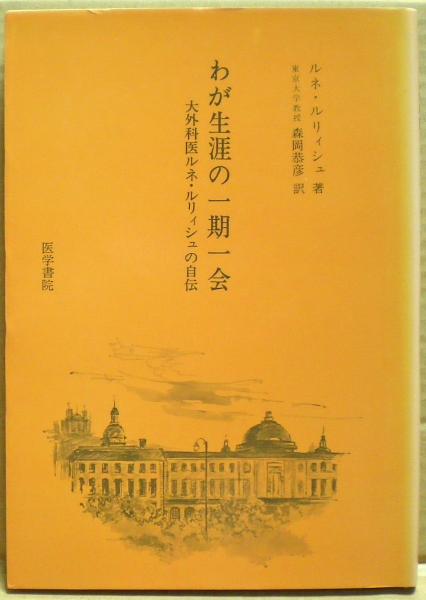 ルネ・ルリィシュ 著
東京大学教授 森岡恭彦 訳
わが生涯の一期一会
大外科医ルネ・ルリィシュの自伝
医学書院